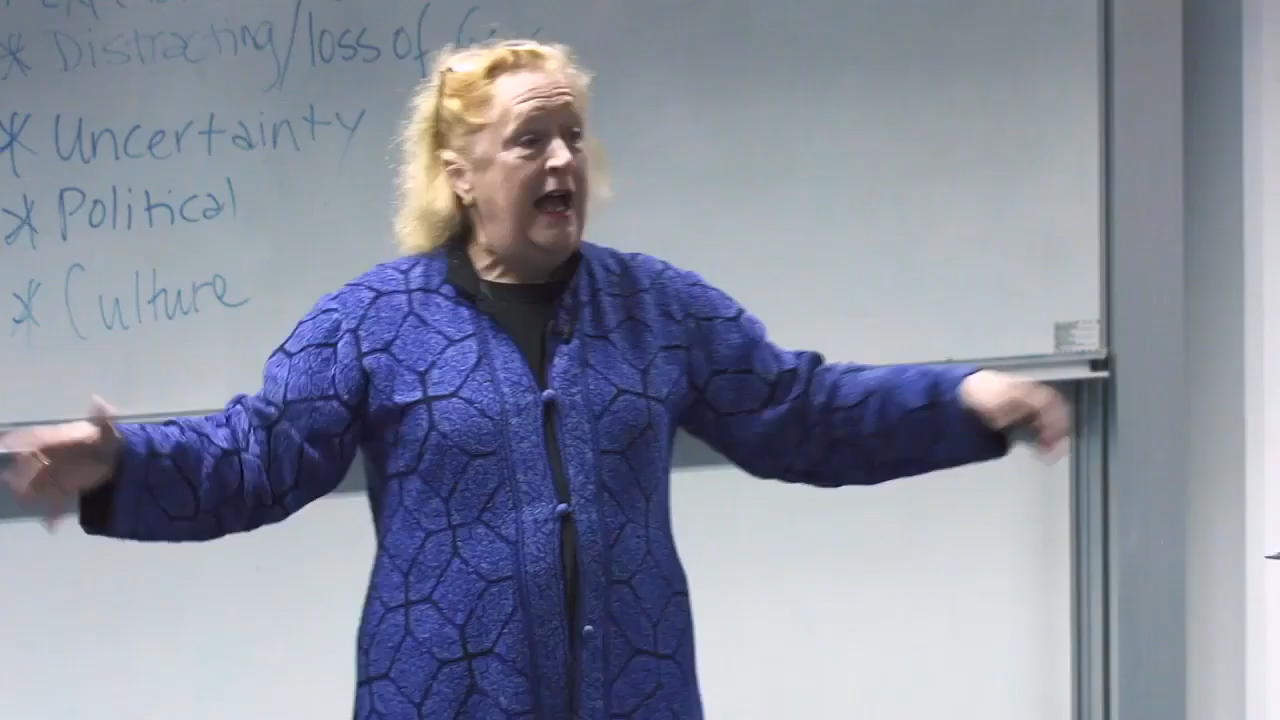 * Distracting/loss of
* Uncertainty
* Political
* Culture